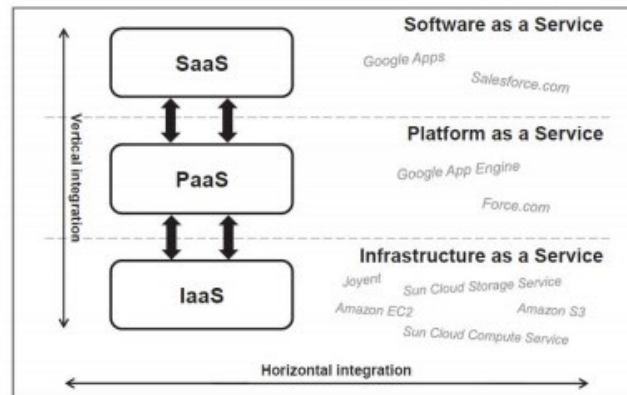 Software as a Service
SaaS
Google Apps
Salesforce.com
Vertical integration
Platform as a Service
PaaS
Google App Engine
Force.com
Infrastructure as a Service
IaaS
Joyent
Sun Cloud Storage Service
Amazon EC2
Amazon S3
Sun Cloud Compute Service
Horizontal integration